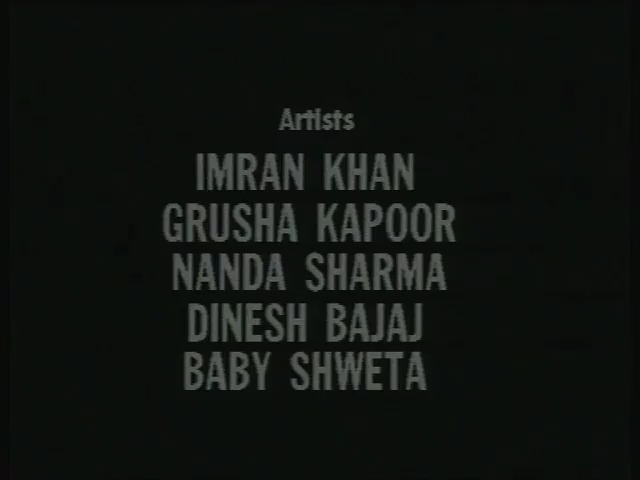 Artists
IMRAN KHAN
GRUSHA KAPOOR
NANDA SHARMA
DINESH BAJAJ
BABY SHWETA